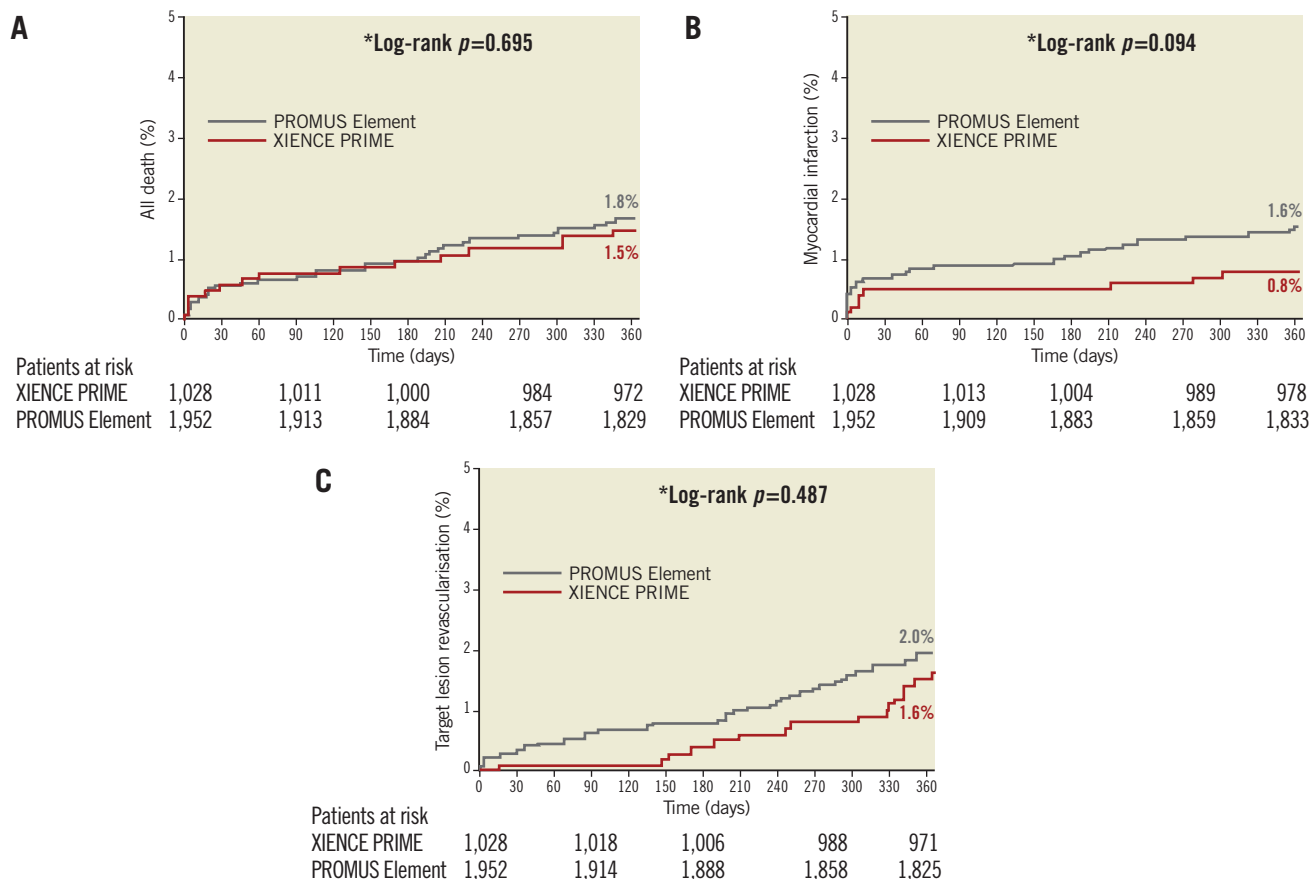 A
*Log-rank p=0.695
PROMUS Element
XIENCE PRIME
All death (%)
5
4
3
2
1
0
1.8%
1.5%
0 30 60 90 120 150 180 210 240 270 300 330 360
Time (days)
Patients at risk
XIENCE PRIME 1,028 1,011 1,000 984 972
PROMUS Element 1,952 1,913 1,884 1,857 1,829
B
*Log-rank p=0.094
PROMUS Element
XIENCE PRIME
Myocardial infarction (%)
5
4
3
2
1
0
1.6%
0.8%
0 30 60 90 120 150 180 210 240 270 300 330 360
Time (days)
Patients at risk
XIENCE PRIME 1,028 1,013 1,004 989 978
PROMUS Element 1,952 1,909 1,883 1,859 1,833
C
*Log-rank p=0.487
PROMUS Element
XIENCE PRIME
Target lesion revascularisation (%)
5
4
3
2
1
0
2.0%
1.6%
0 30 60 90 120 150 180 210 240 270 300 330 360
Time (days)
Patients at risk
XIENCE PRIME 1,028 1,018 1,006 988 971
PROMUS Element 1,952 1,914 1,888 1,858 1,825